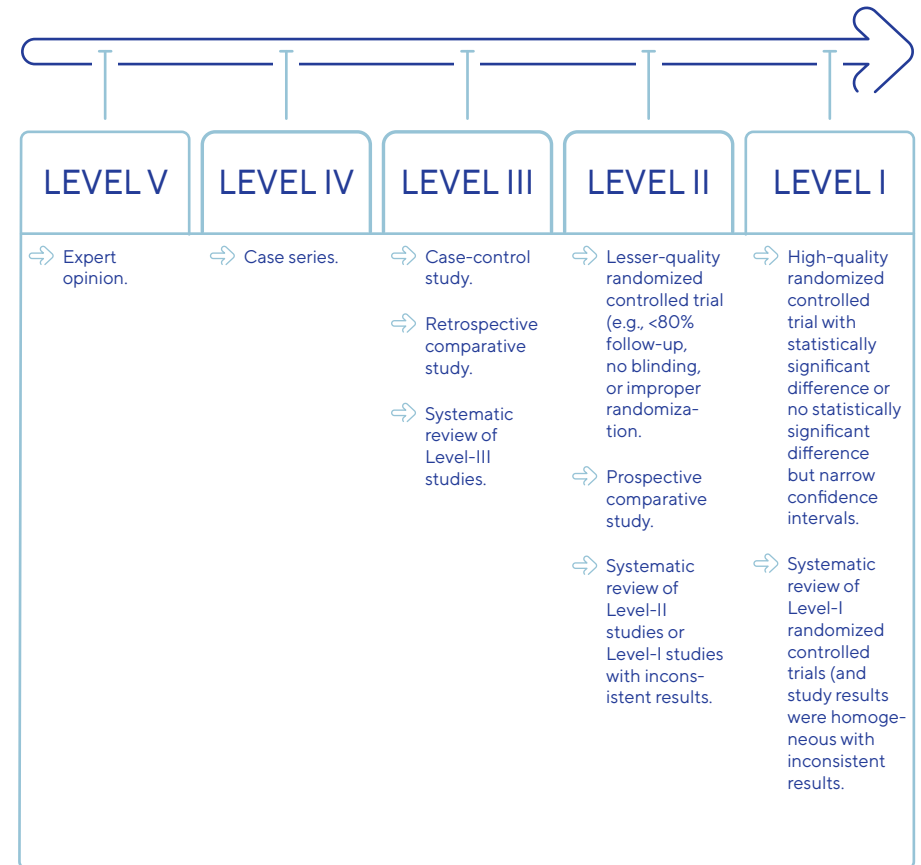 LEVEL V
Expert
opinion.
LEVEL IV
Case series.
LEVEL III
Case-control
study.
Retrospective
comparative
study.
Systematic
review of
Level-III
studies.
LEVEL II
Lesser-quality
randomized
controlled trial
(e.g., <80%
follow-up,
no blinding,
or improper
randomiza-
tion.
Prospective
comparative
study.
Systematic
review of
Level-II
studies or
Level-I studies
with incons-
istent results.
LEVEL I
High-quality
randomized
controlled
trial with
statistically
significant
difference or
no statistically
significant
difference
but narrow
confidence
intervals.
Systematic
review of
Level-I
randomized
controlled
trials (and
study results
were homoge-
neous with
inconsistent
results.